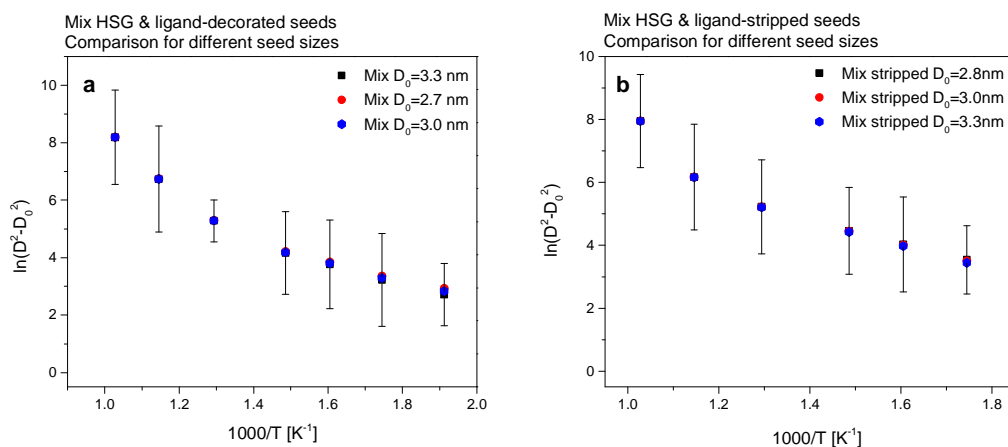 Mix HSG & ligand-decorated seeds
Comparison for different seed sizes
a
Mix D₀=3.3 nm
Mix D₀=2.7 nm
Mix D₀=3.0 nm
10
8
6
4
2
0
ln(D²-D₀²)
1.0 1.2 1.4 1.6 1.8 2.0
1000/T [K⁻¹]
Mix HSG & ligand-stripped seeds
Comparison for different seed sizes
b
Mix stripped D₀=2.8nm
Mix stripped D₀=3.0nm
Mix stripped D₀=3.3nm
10
8
6
4
2
0
ln(D²-D₀²)
1.0 1.2 1.4 1.6 1.8
1000/T [K⁻¹]